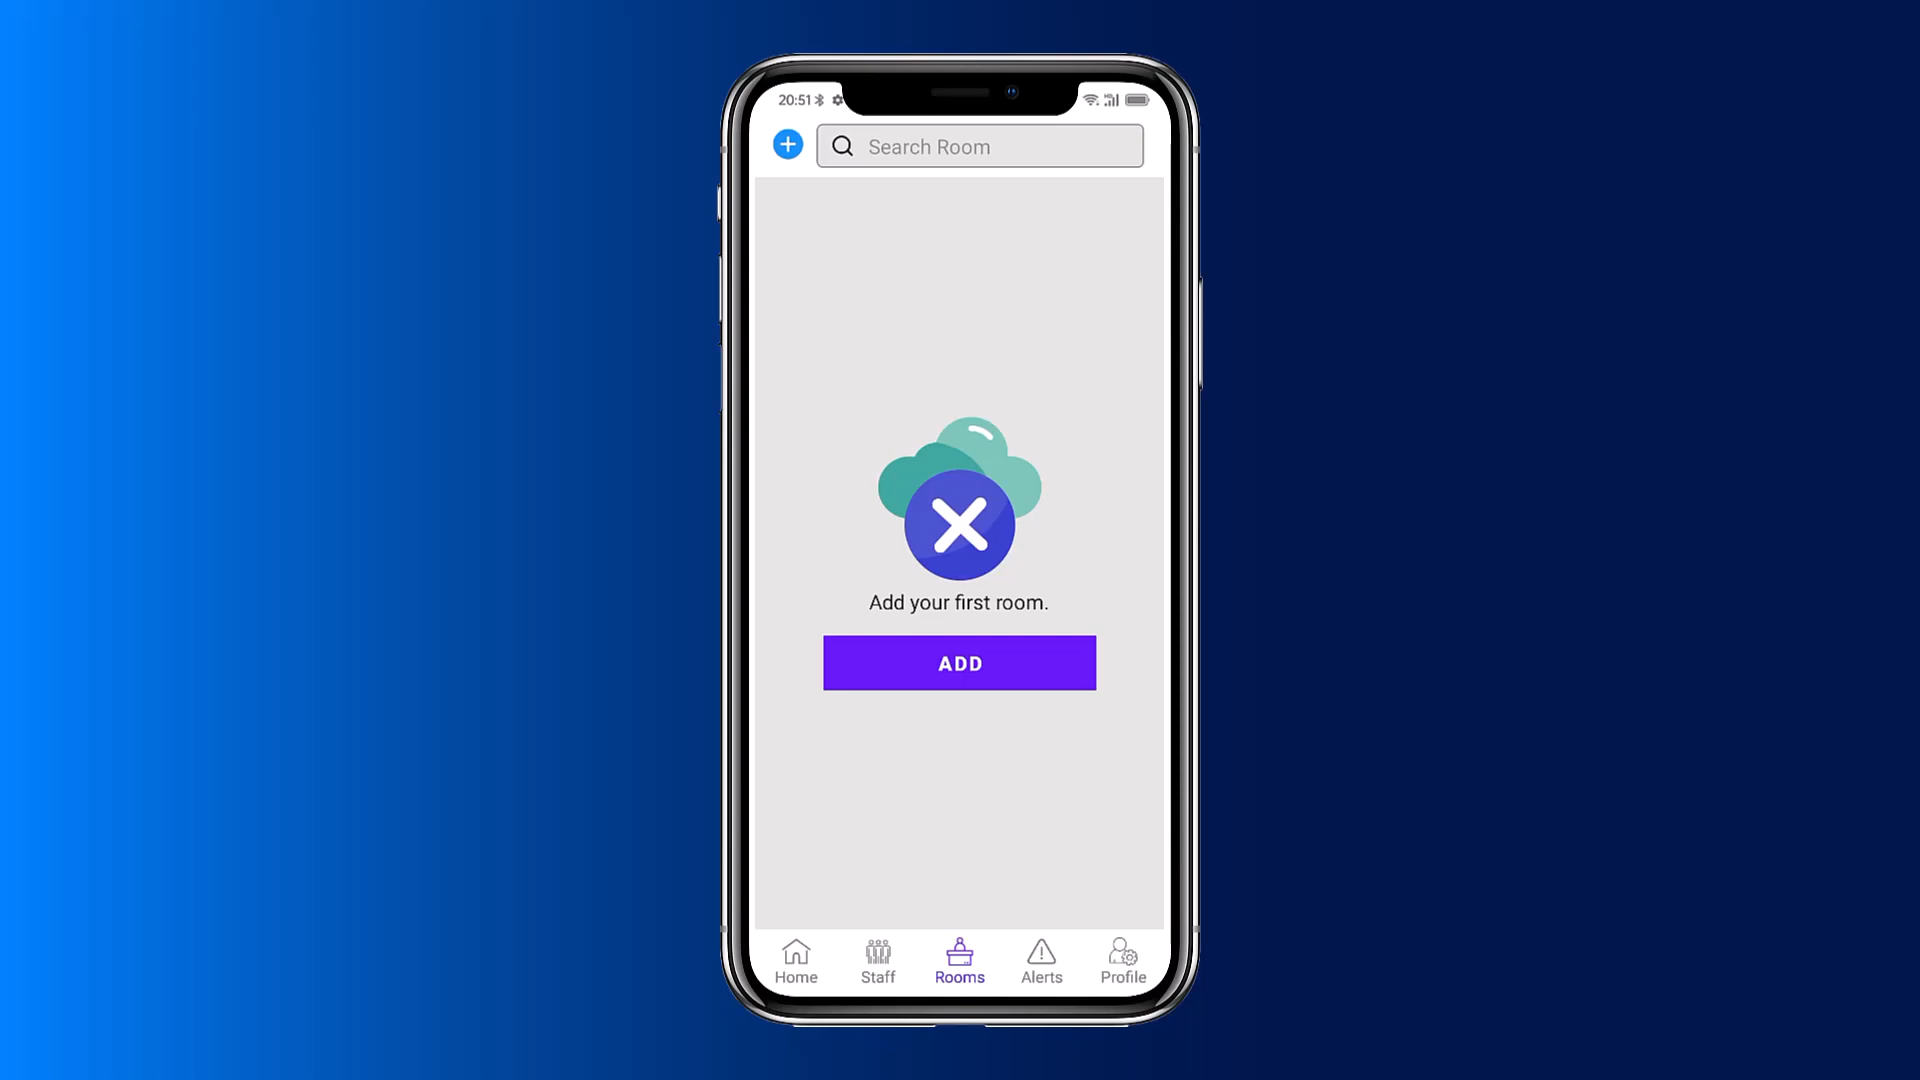 20:51
Search Room
Add your first room.
ADD
Home Staff Rooms Alerts Profile